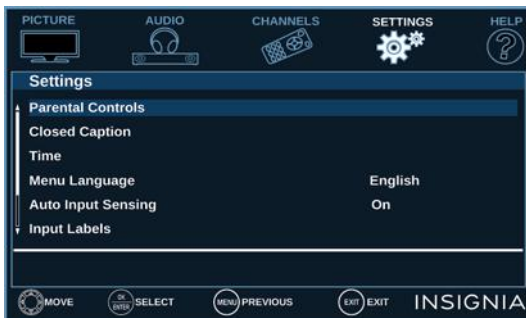 PICTURE AUDIO CHANNELS SETTINGS HELP
Settings
Parental Controls
Closed Caption
Time
Menu Language English
Auto Input Sensing On
Input Labels
MOVE OK ENTER SELECT MENU PREVIOUS EXIT EXIT INSIGNIA